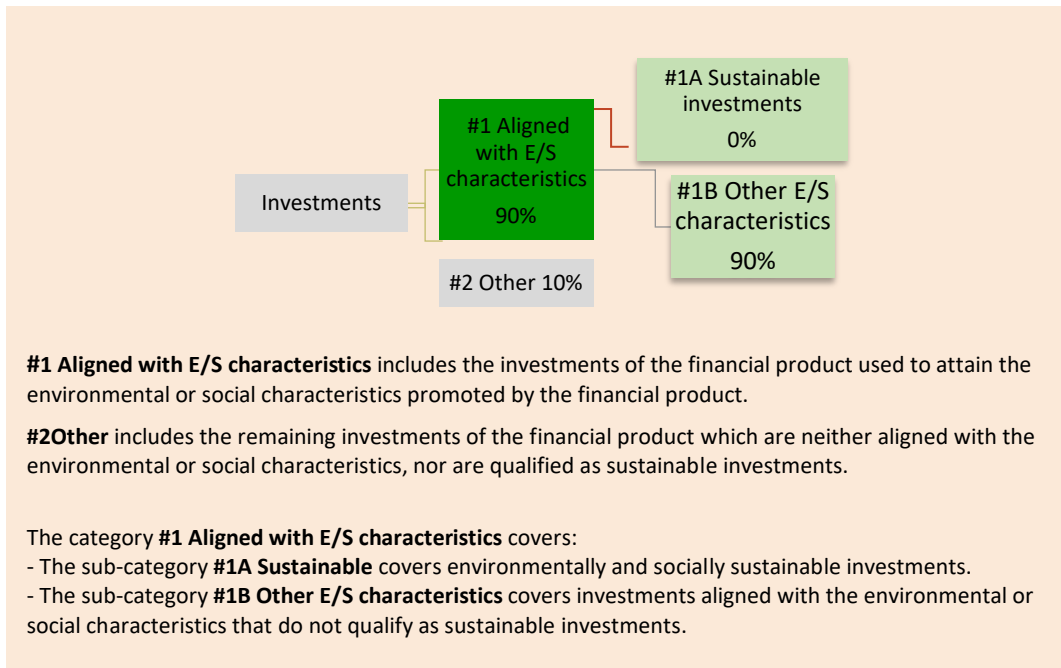 #1A Sustainable
investments
0%
#1 Aligned
with E/S
characteristics
90%
Investments
#1B Other E/S
characteristics
90%
#2 Other 10%
#1 Aligned with E/S characteristics includes the investments of the financial product used to attain the
environmental or social characteristics promoted by the financial product.
#2Other includes the remaining investments of the financial product which are neither aligned with the
environmental or social characteristics, nor are qualified as sustainable investments.
The category #1 Aligned with E/S characteristics covers:
- The sub-category #1A Sustainable covers environmentally and socially sustainable investments.
- The sub-category #1B Other E/S characteristics covers investments aligned with the environmental or
social characteristics that do not qualify as sustainable investments.